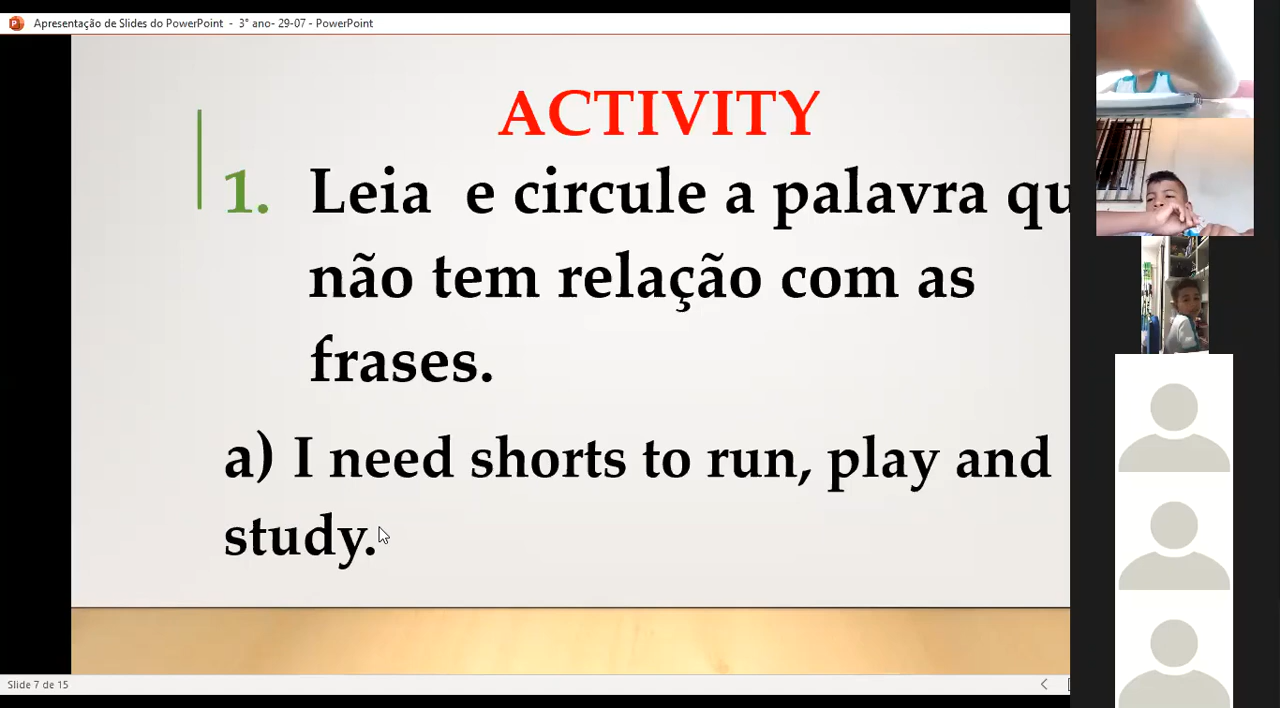 Apresentação de Slides do PowerPoint - 3° ano- 29-07 - PowerPoint
ACTIVITY
1. Leia e circule a palavra qu
não tem relação com as
frases.
a) I need shorts to run, play and
study.
Slide 7 de 15